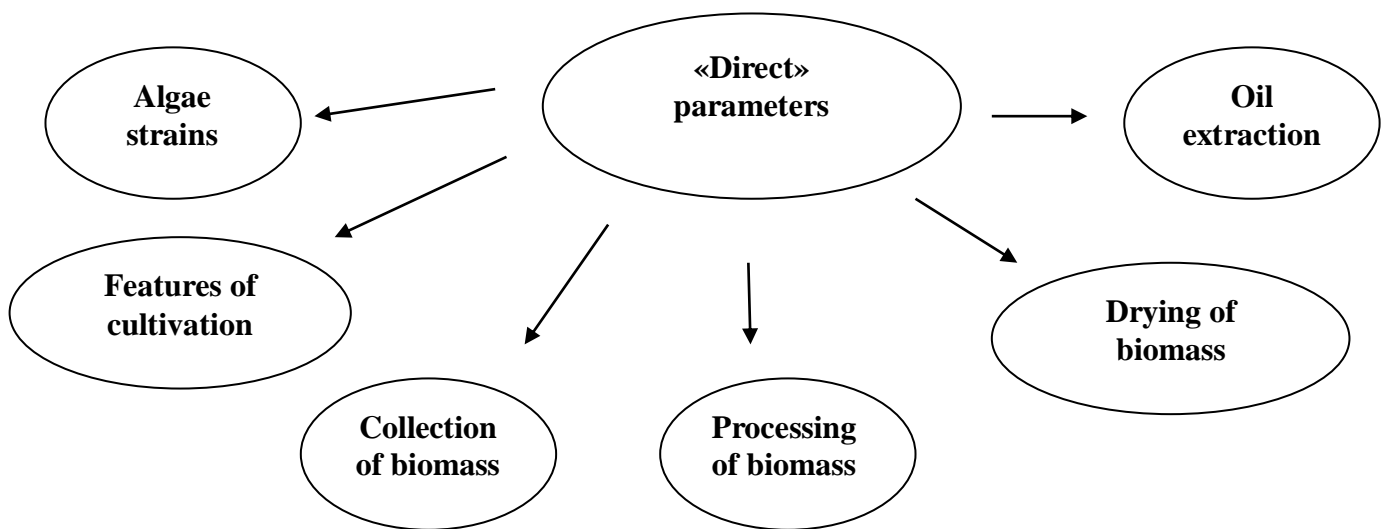 «Direct»
parameters
Algae
strains
Oil
extraction
Features of
cultivation
Drying of
biomass
Collection
of biomass
Processing
of biomass